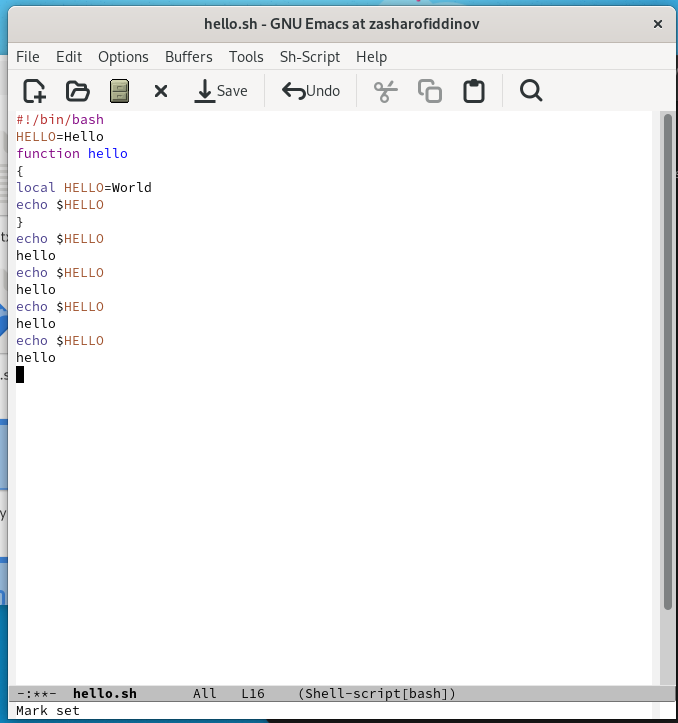 hello.sh - GNU Emacs at zasharofiddinov
File Edit Options Buffers Tools Sh-Script Help
Save Undo
#!/bin/bash
HELLO=Hello
function hello
{
local HELLO=World
echo $HELLO
}
echo $HELLO
hello
echo $HELLO
hello
echo $HELLO
hello
echo $HELLO
hello
-:**- hello.sh All L16 (Shell-script[bash])
Mark set